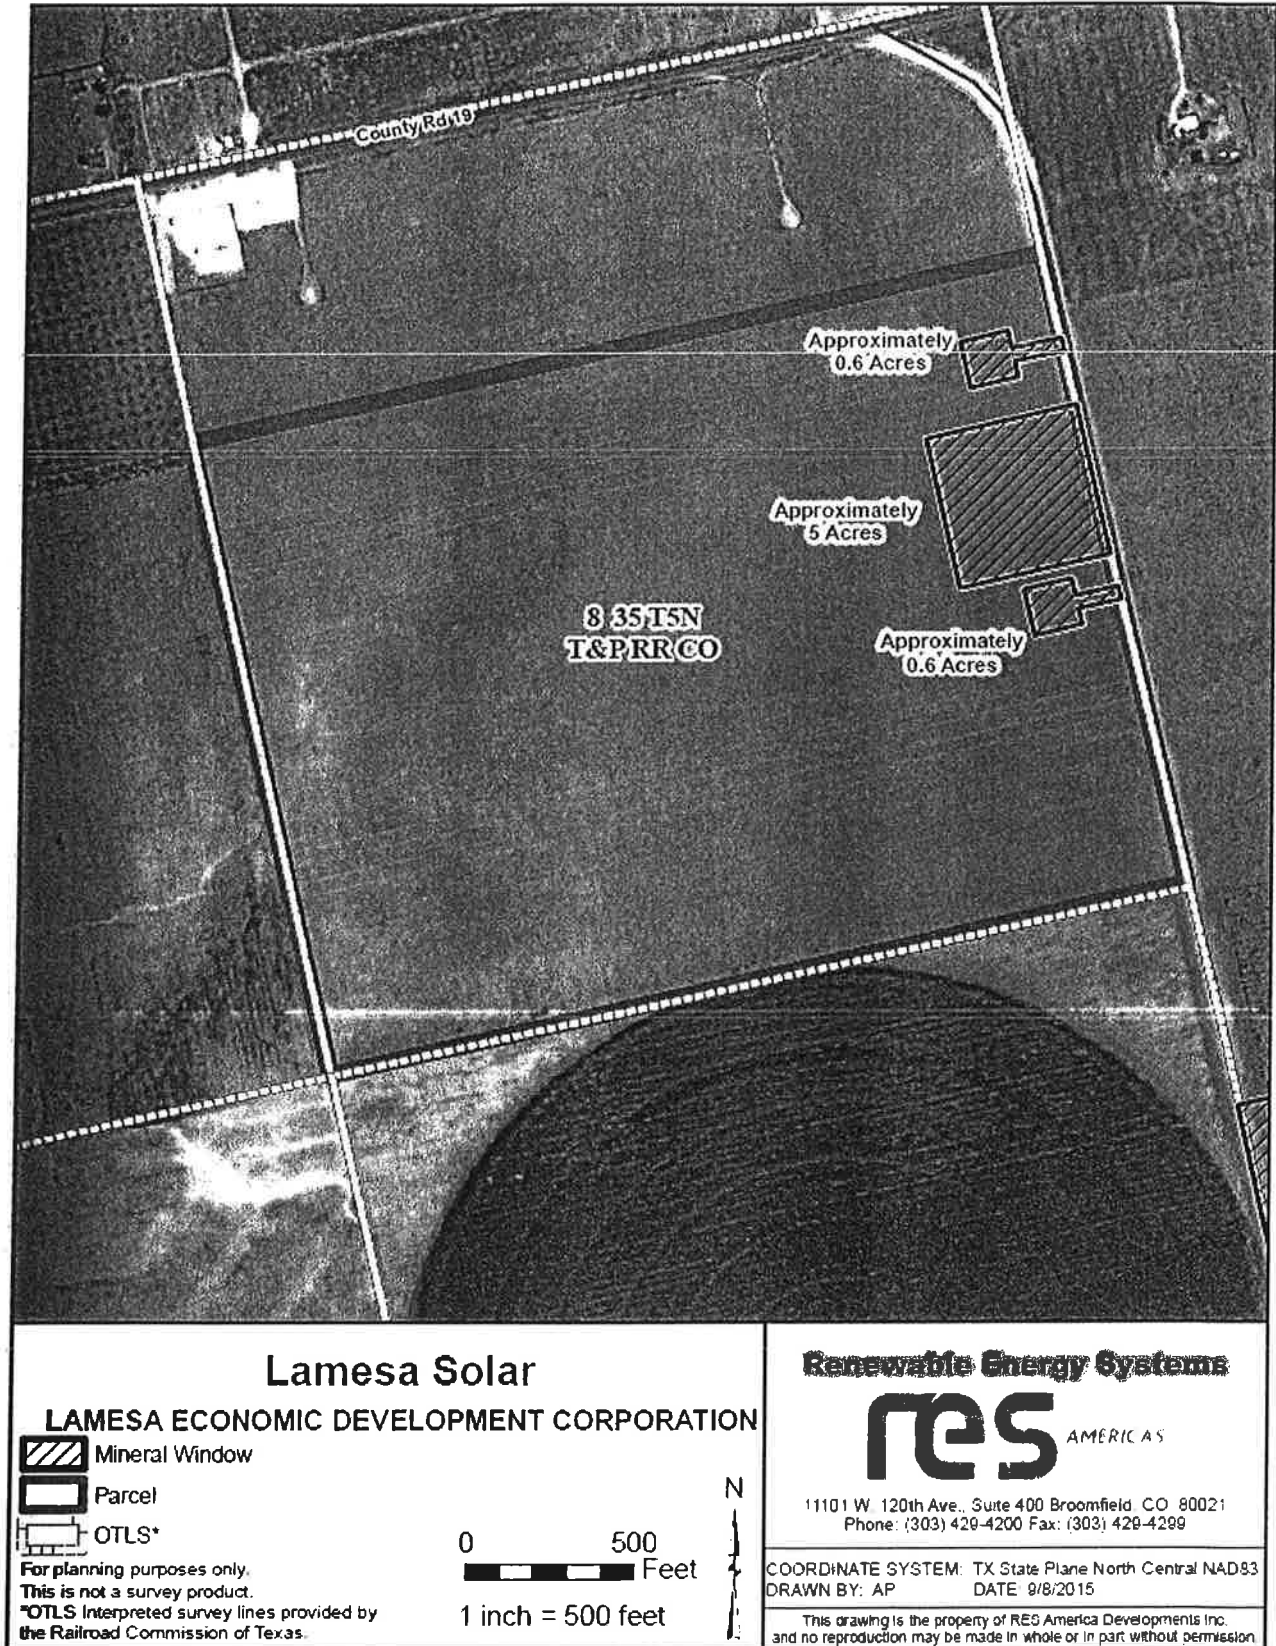 County Rd 19
Approximately
0.6 Acres
Approximately
5 Acres
8 35 T5N
T&P RR CO
Approximately
0.6 Acres
Lamesa Solar
LAMESA ECONOMIC DEVELOPMENT CORPORATION
Mineral Window
Parcel
OTLS*
For planning purposes only.
This is not a survey product.
*OTLS Interpreted survey lines provided by
the Railroad Commission of Texas.
N
0 500
Feet
1 inch = 500 feet
Renewable Energy Systems
res AMERICAS
11101 W. 120th Ave., Suite 400 Broomfield, CO 80021
Phone: (303) 429-4200 Fax: (303) 429-4299
COORDINATE SYSTEM: TX State Plane North Central NAD83
DRAWN BY: AP DATE: 9/8/2015
This drawing is the property of RES America Developments Inc.
and no reproduction may be made in whole or in part without permission